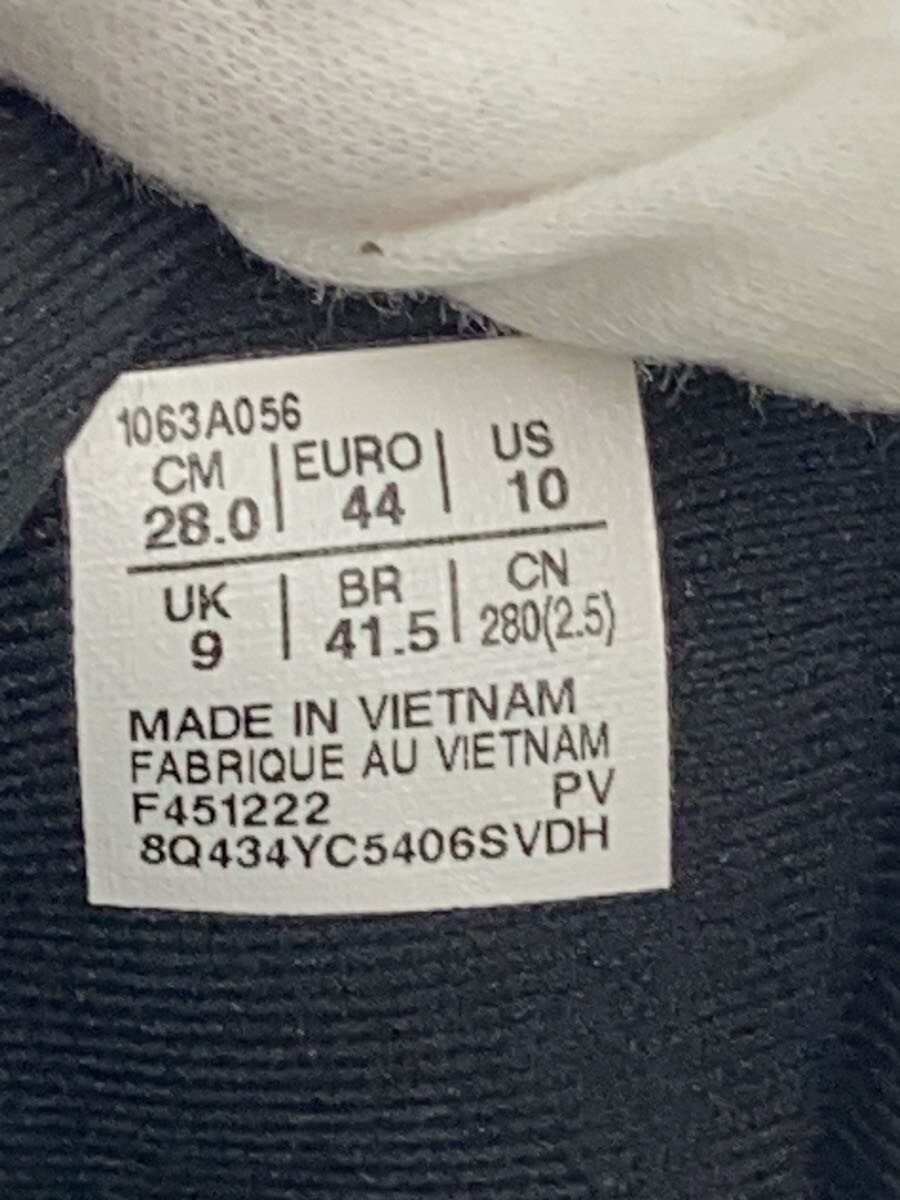 1063A056
CM EURO US
28.0 44 10
UK BR CN
9 41.5 280(2.5)
MADE IN VIETNAM
FABRIQUE AU VIETNAM
F451222 PV
8Q434YC5406SVDH